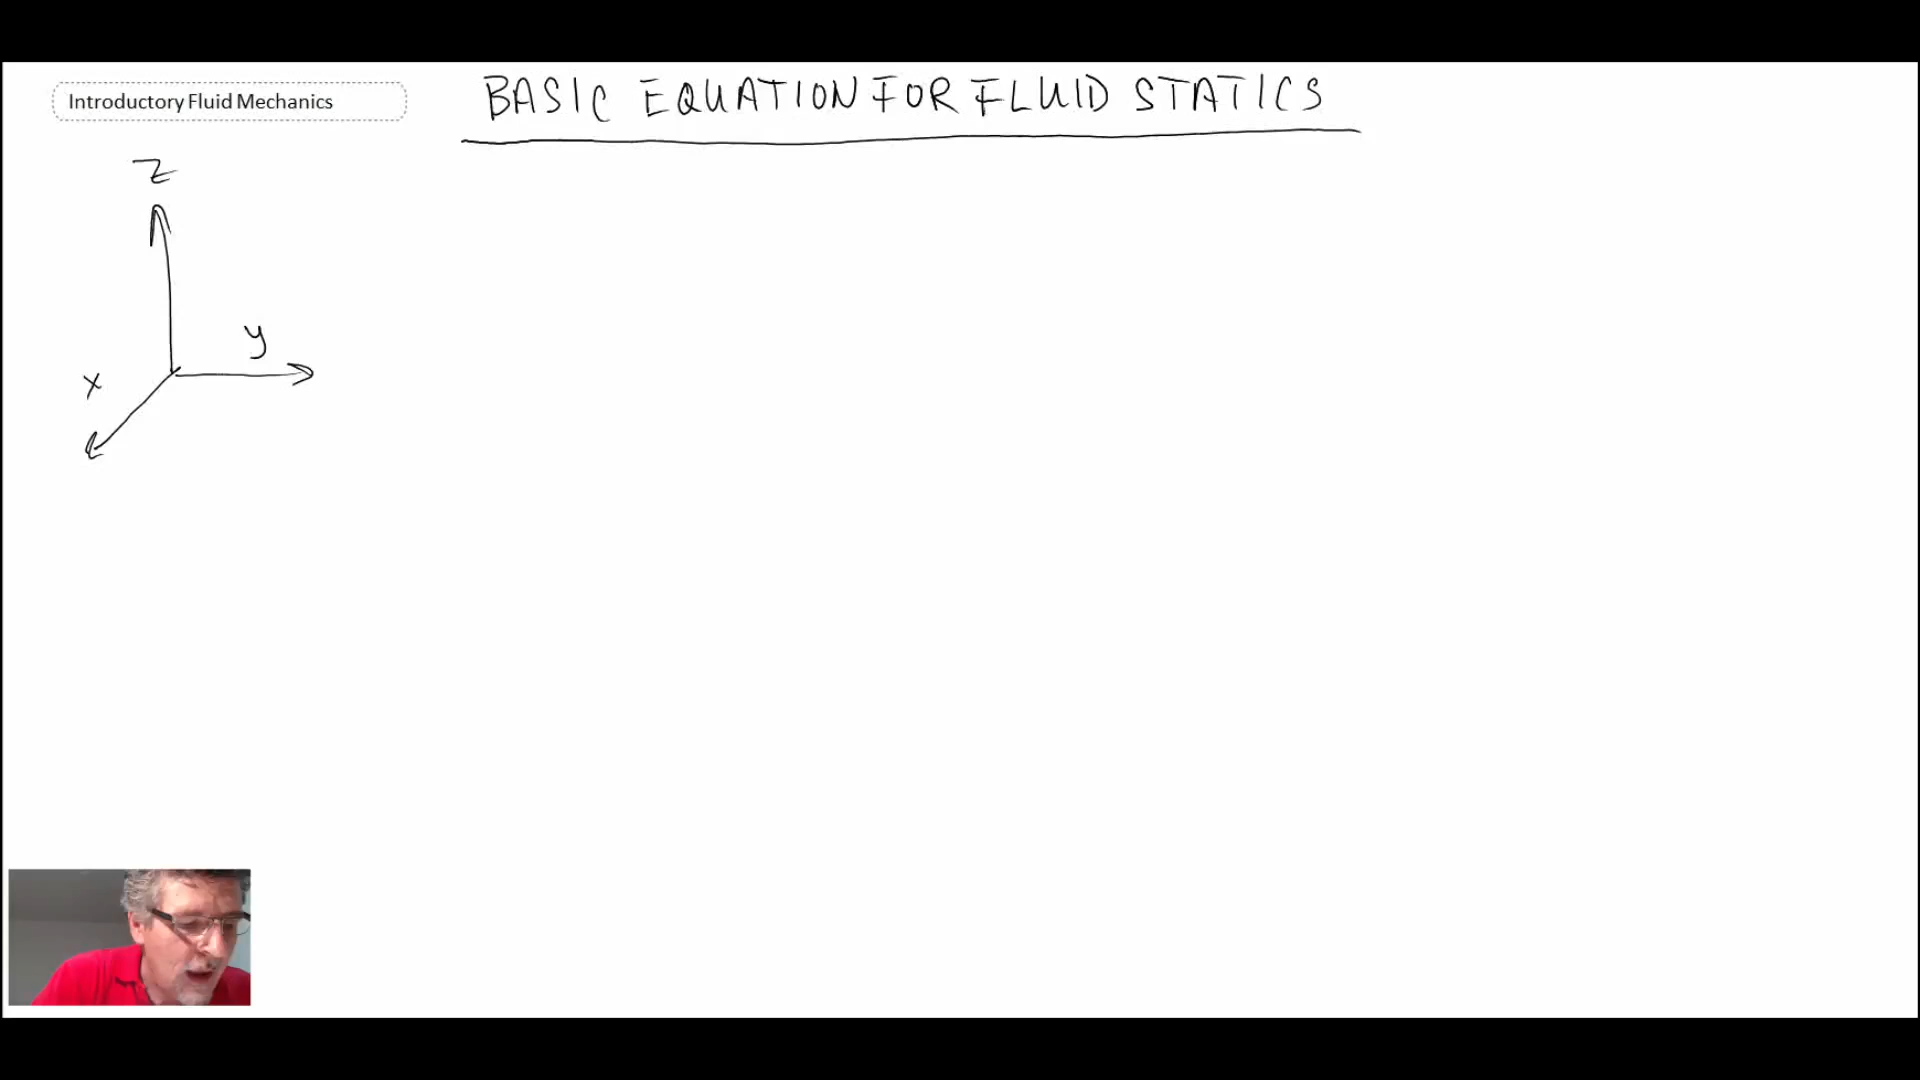 Introductory Fluid Mechanics
BASIC EQUATION FOR FLUID STATICS
z
y
x